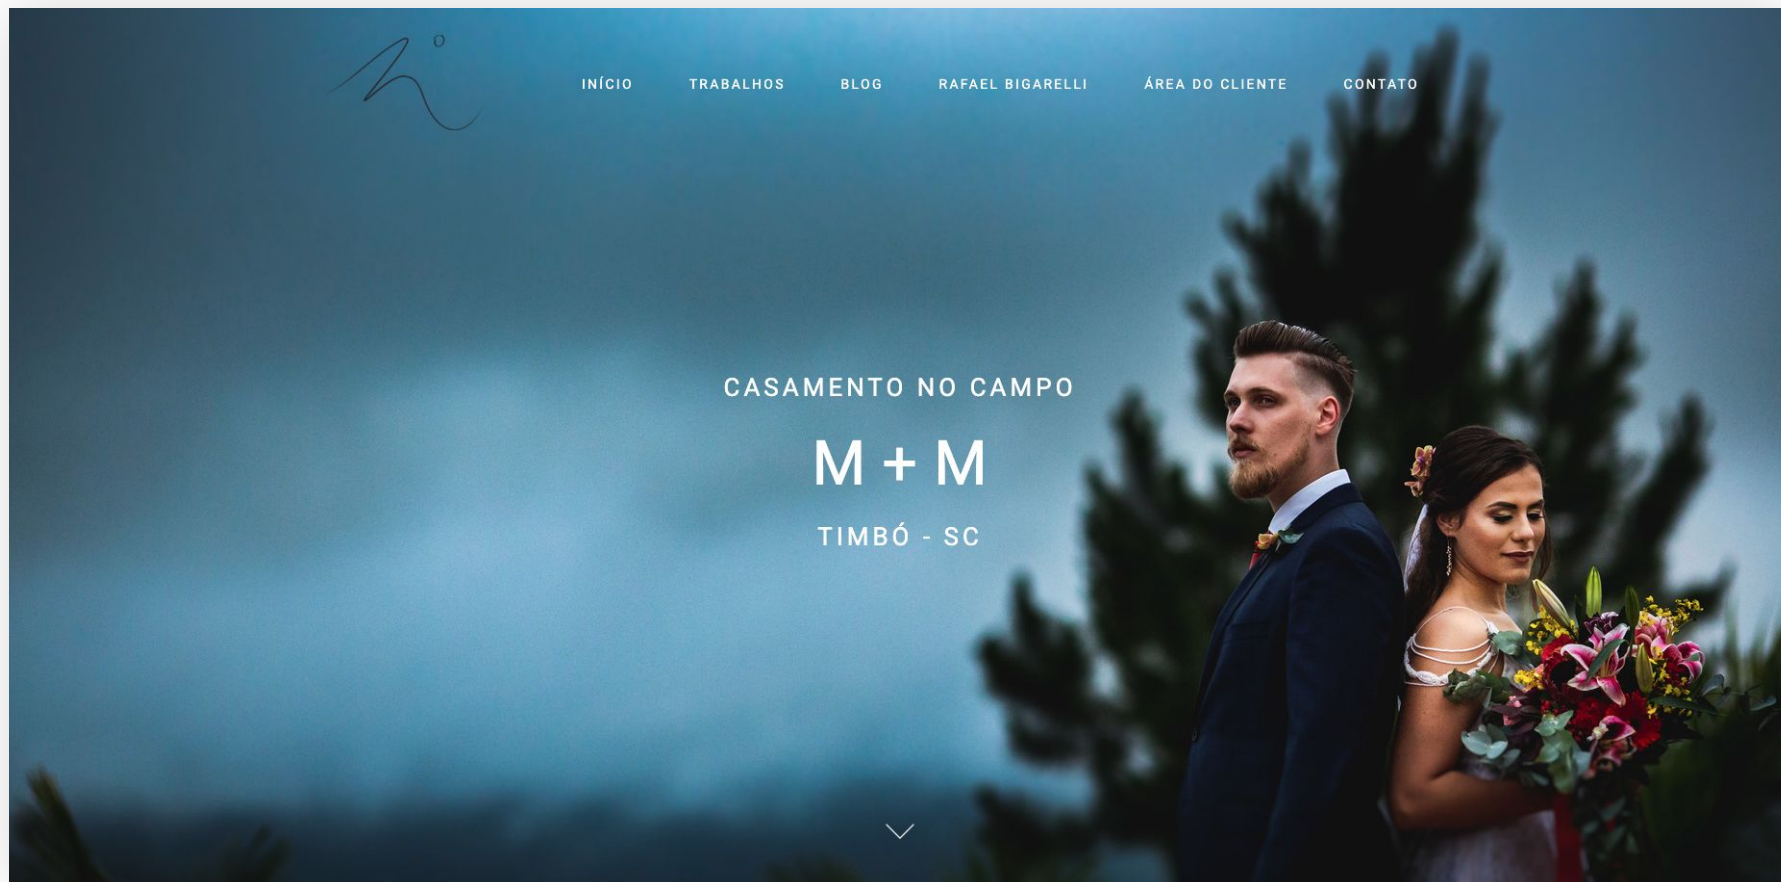 INÍCIO TRABALHOS BLOG RAFAEL BIGARELLI ÁREA DO CLIENTE CONTATO
CASAMENTO NO CAMPO
M + M
TIMBÓ - SC